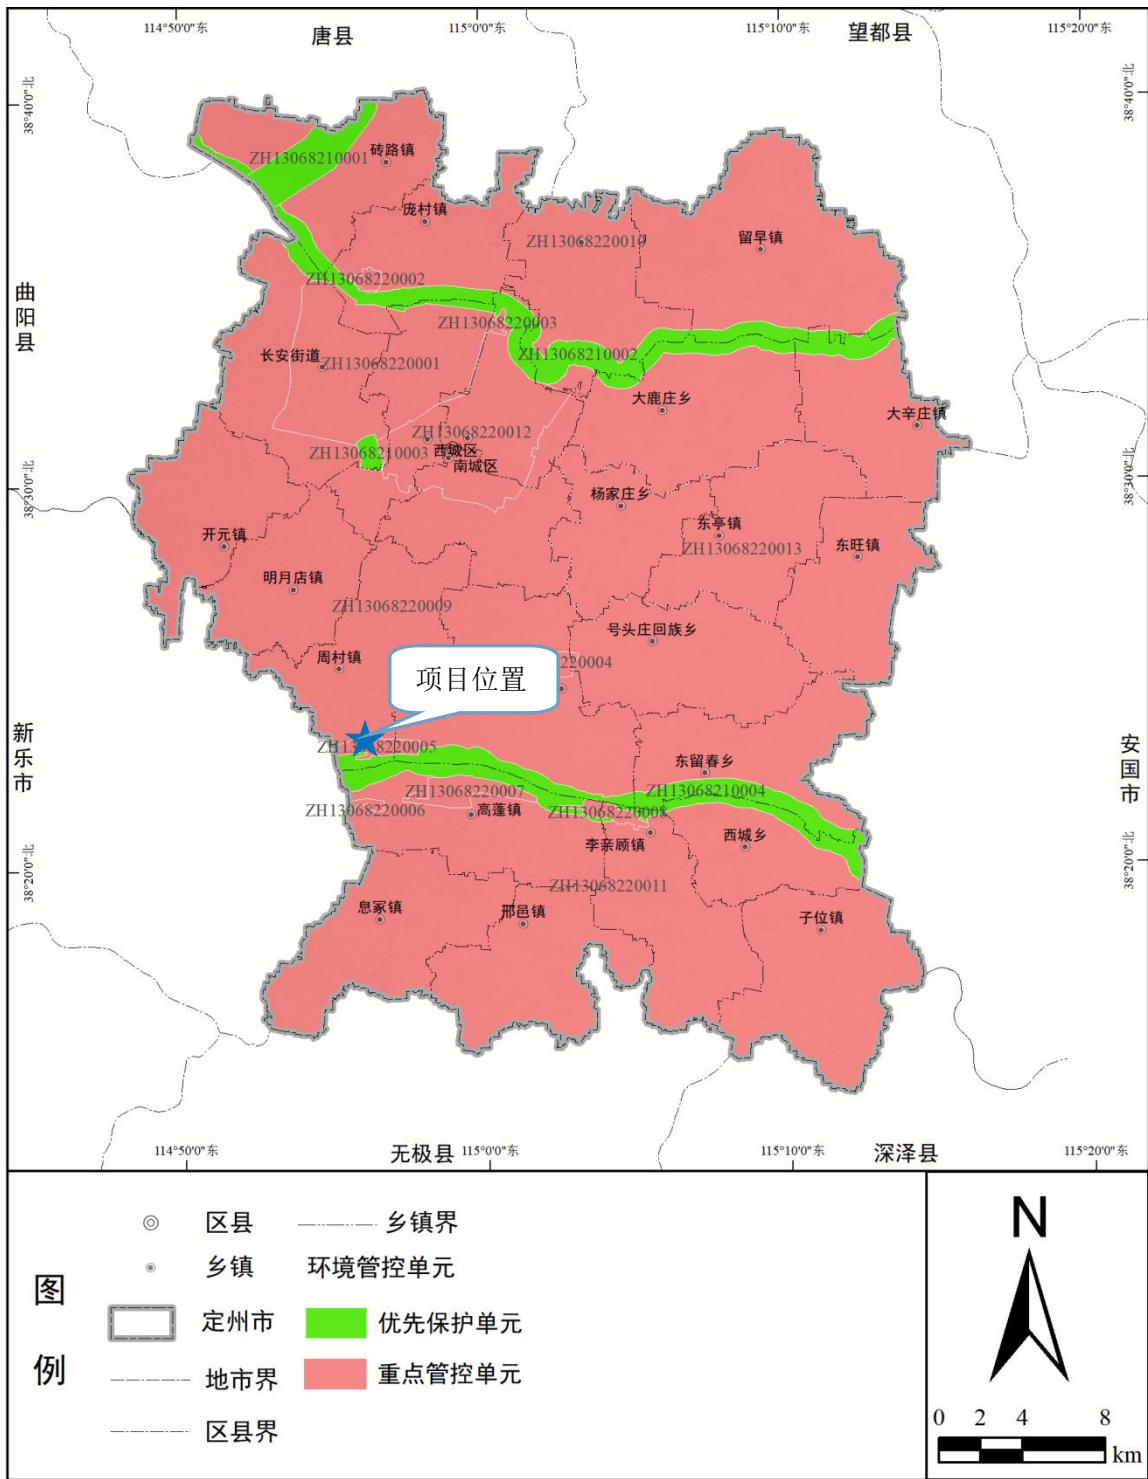 114°50'0"东
115°0'0"东
115°10'0"东
115°20'0"东
唐县
望都县
38°40'0"北
38°40'0"北
砖路镇
ZH13068210001
庞村镇
ZH13068220010
留早镇
ZH13068220002
曲阳县
ZH13068220003
ZH13068210002
长安街道
ZH13068220001
大鹿庄乡
大辛庄镇
ZH13068220012
ZH13068210003
西城区
南城区
38°30'0"北
38°30'0"北
杨家庄乡
东亭镇
开元镇
ZH13068220013
东旺镇
明月店镇
ZH13068220009
号头庄回族乡
周村镇
220004
项目位置
新乐市
安国市
ZH13068220005
东留春乡
ZH13068220007
ZH13068210004
ZH13068220006
高蓬镇
ZH13068220008
李亲顾镇
西城乡
38°20'0"北
38°20'0"北
ZH13068220011
息冢镇
邢邑镇
子位镇
114°50'0"东
无极县
115°0'0"东
115°10'0"东
深泽县
115°20'0"东
图例
区县
乡镇界
乡镇
环境管控单元
定州市
优先保护单元
地市界
重点管控单元
区县界
N
0 2 4 8
km